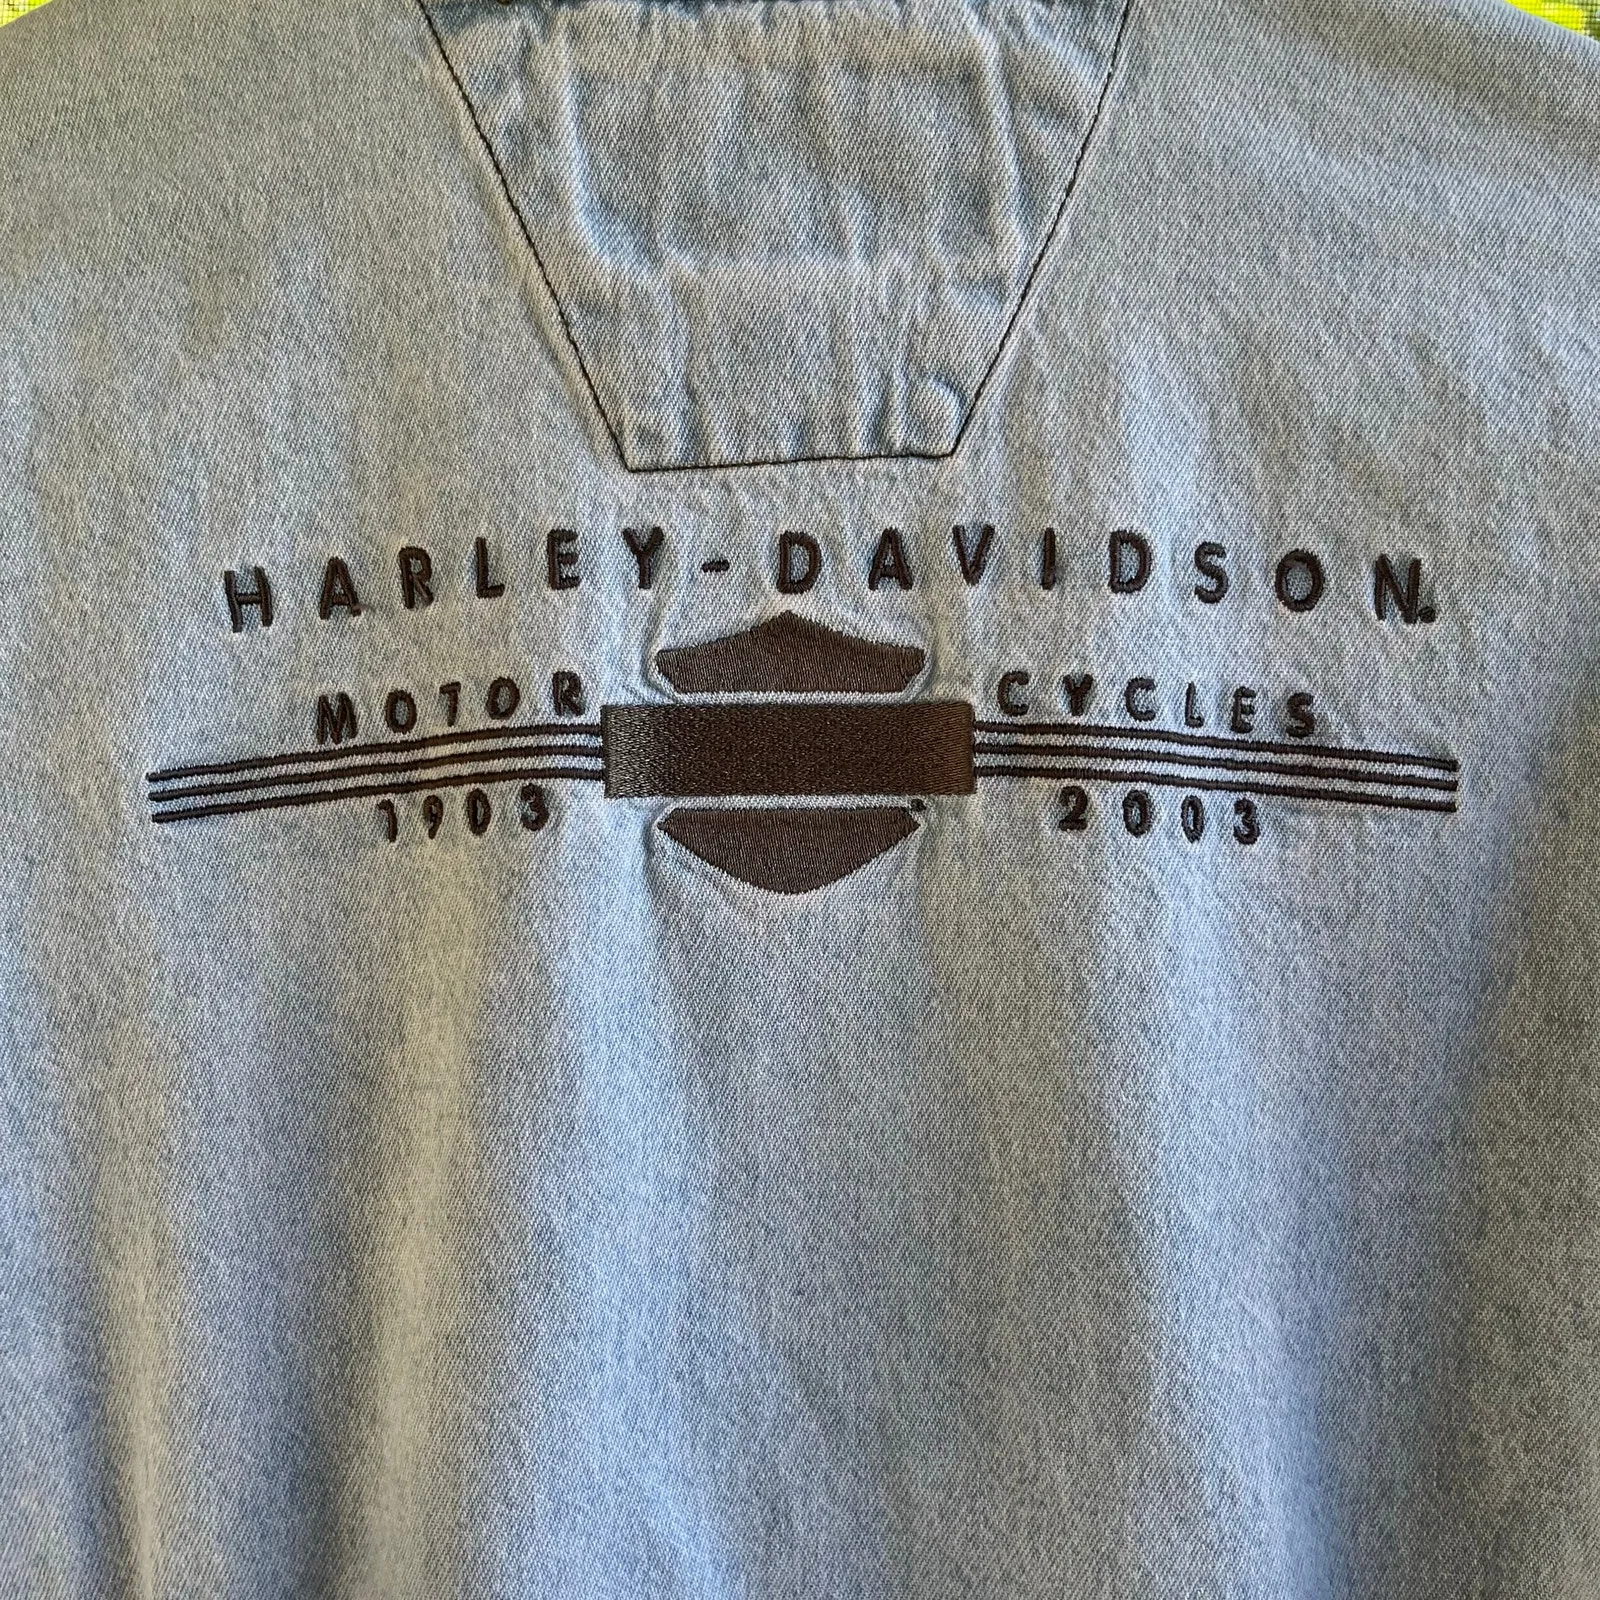 HARLEY-DAVIDSON
MOTOR CYCLES
1903 2003